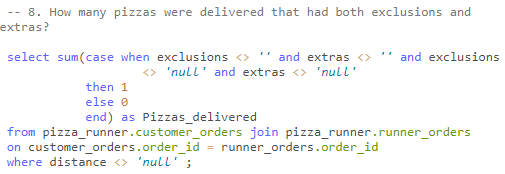 -- 8. How many pizzas were delivered that had both exclusions and
extras?
select sum(case when exclusions <> '' and extras <> '' and exclusions
<> 'null' and extras <> 'null'
then 1
else 0
end) as Pizzas_delivered
from pizza_runner.customer_orders join pizza_runner.runner_orders
on customer_orders.order_id = runner_orders.order_id
where distance <> 'null' ;